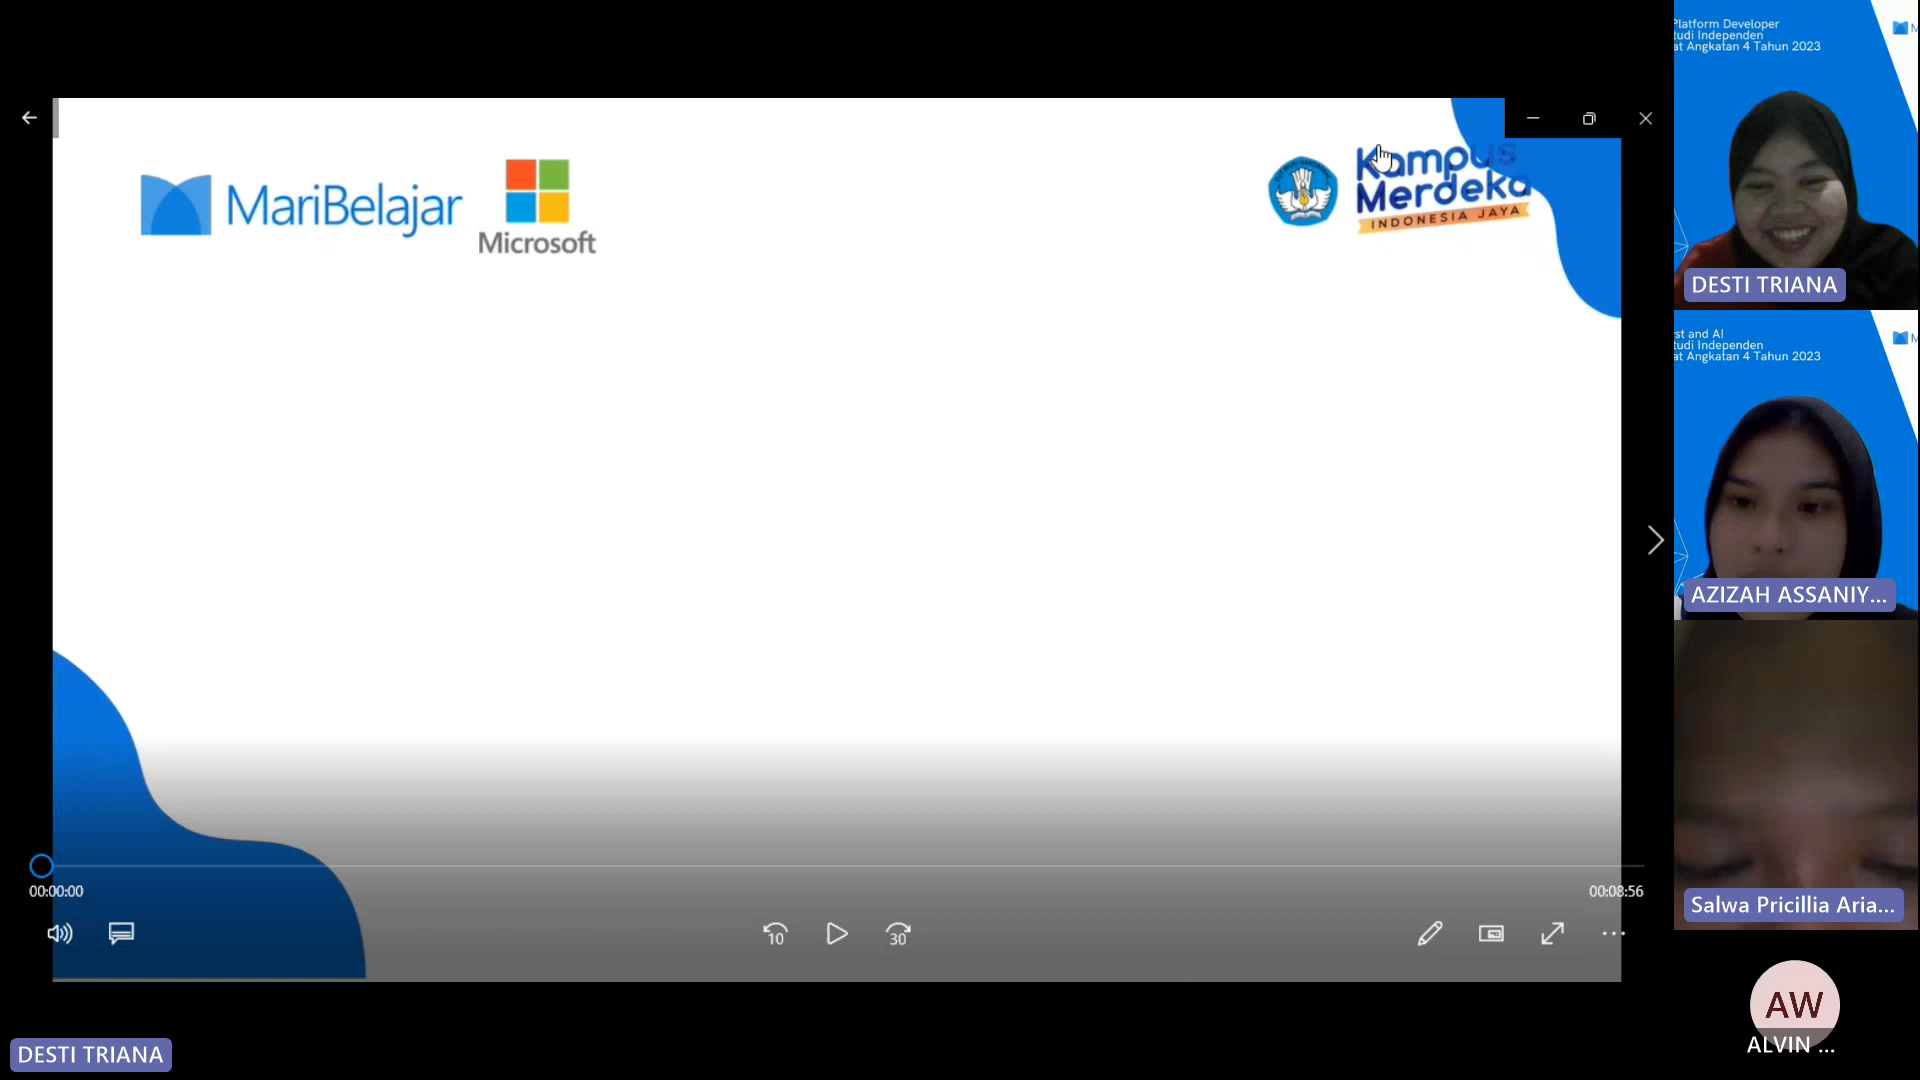 MariBelajar
Microsoft
Kampus
Merdeka
INDONESIA JAYA
00:00:00
00:08:56
10
30
DESTI TRIANA
Platform Developer
tudi Independen
at Angkatan 4 Tahun 2023
DESTI TRIANA
st and AI
tudi Independen
at Angkatan 4 Tahun 2023
AZIZAH ASSANIY...
Salwa Pricillia Aria...
AW
ALVIN ...